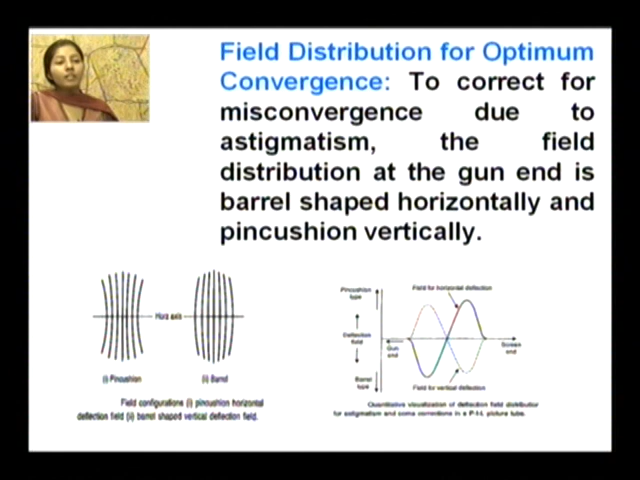 Field Distribution for Optimum
Convergence: To correct for
misconvergence due to
astigmatism, the field
distribution at the gun end is
barrel shaped horizontally and
pincushion vertically.
Horz axis
(i) Pincushion (ii) Barrel
Field configurations (i) pincushion horizontal
deflection field (ii) barrel shaped vertical deflection field.
Pincushion
type
Field for horizontal deflection
Deflection
field
Gun
end
Screen
end
Barrel
type
Field for vertical deflection
Quantitative visualization of deflection field distribution
for astigmatism and coma corrections in a P-I-L picture tube.